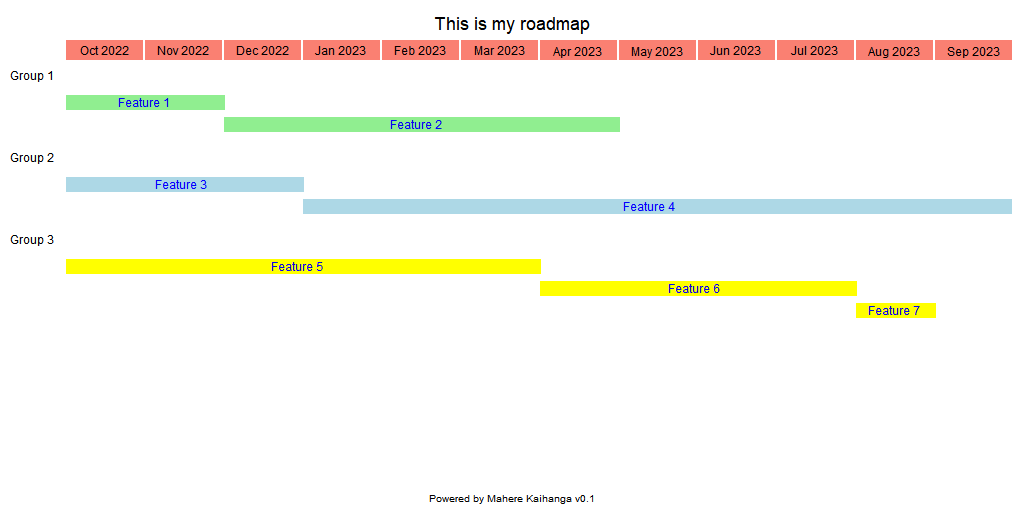 This is my roadmap
Oct 2022 Nov 2022 Dec 2022 Jan 2023 Feb 2023 Mar 2023 Apr 2023 May 2023 Jun 2023 Jul 2023 Aug 2023 Sep 2023
Group 1
Feature 1
Feature 2
Group 2
Feature 3
Feature 4
Group 3
Feature 5
Feature 6
Feature 7
Powered by Mahere Kaihanga v0.1